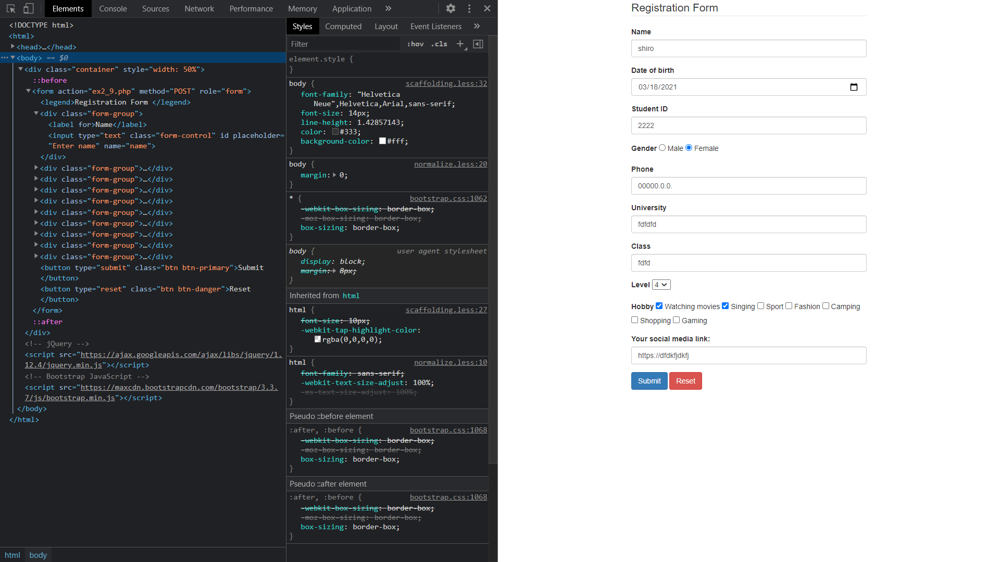 Elements Console Sources Network Performance Memory Application »
<!DOCTYPE html>
<html>
<head>…</head>
<body> == $0
<div class="container" style="width: 50%">
::before
<form action="ex2_9.php" method="POST" role="form">
<legend>Registration Form </legend>
<div class="form-group">
<label for>Name</label>
<input type="text" class="form-control" id placeholder=
"Enter name" name="name">
</div>
<div class="form-group">…</div>
<div class="form-group">…</div>
<div class="form-group">…</div>
<div class="form-group">…</div>
<div class="form-group">…</div>
<div class="form-group">…</div>
<div class="form-group">…</div>
<div class="form-group">…</div>
<div class="form-group">…</div>
<button type="submit" class="btn btn-primary">Submit
</button>
<button type="reset" class="btn btn-danger">Reset
</button>
</form>
::after
</div>
<!-- jQuery -->
<script src="https://ajax.googleapis.com/ajax/libs/jquery/1.
12.4/jquery.min.js"></script>
<!-- Bootstrap JavaScript -->
<script src="https://maxcdn.bootstrapcdn.com/bootstrap/3.3.
7/js/bootstrap.min.js"></script>
</body>
</html>
html body
Styles Computed Layout Event Listeners »
Filter :hov .cls +
element.style {
}
body { scaffolding.less:32
font-family: "Helvetica
Neue",Helvetica,Arial,sans-serif;
font-size: 14px;
line-height: 1.42857143;
color: #333;
background-color: #fff;
}
body { normalize.less:20
margin: 0;
}
* { bootstrap.css:1062
-webkit-box-sizing: border-box;
-moz-box-sizing: border-box;
box-sizing: border-box;
}
body { user agent stylesheet
display: block;
margin: 8px;
}
Inherited from html
html { scaffolding.less:27
font-size: 10px;
-webkit-tap-highlight-color:
rgba(0,0,0,0);
}
html { normalize.less:10
font-family: sans-serif;
-webkit-text-size-adjust: 100%;
-ms-text-size-adjust: 100%;
}
Pseudo ::before element
:after, :before { bootstrap.css:1068
-webkit-box-sizing: border-box;
-moz-box-sizing: border-box;
box-sizing: border-box;
}
Pseudo ::after element
:after, :before { bootstrap.css:1068
-webkit-box-sizing: border-box;
-moz-box-sizing: border-box;
box-sizing: border-box;
}
Registration Form
Name
shiro
Date of birth
03/18/2021
Student ID
2222
Gender Male Female
Phone
00000.0.0.
University
fdfdfd
Class
fdfd
Level 4
Hobby Watching movies Singing Sport Fashion Camping
Shopping Gaming
Your social media link:
https://dfdkfjdkfj
Submit Reset